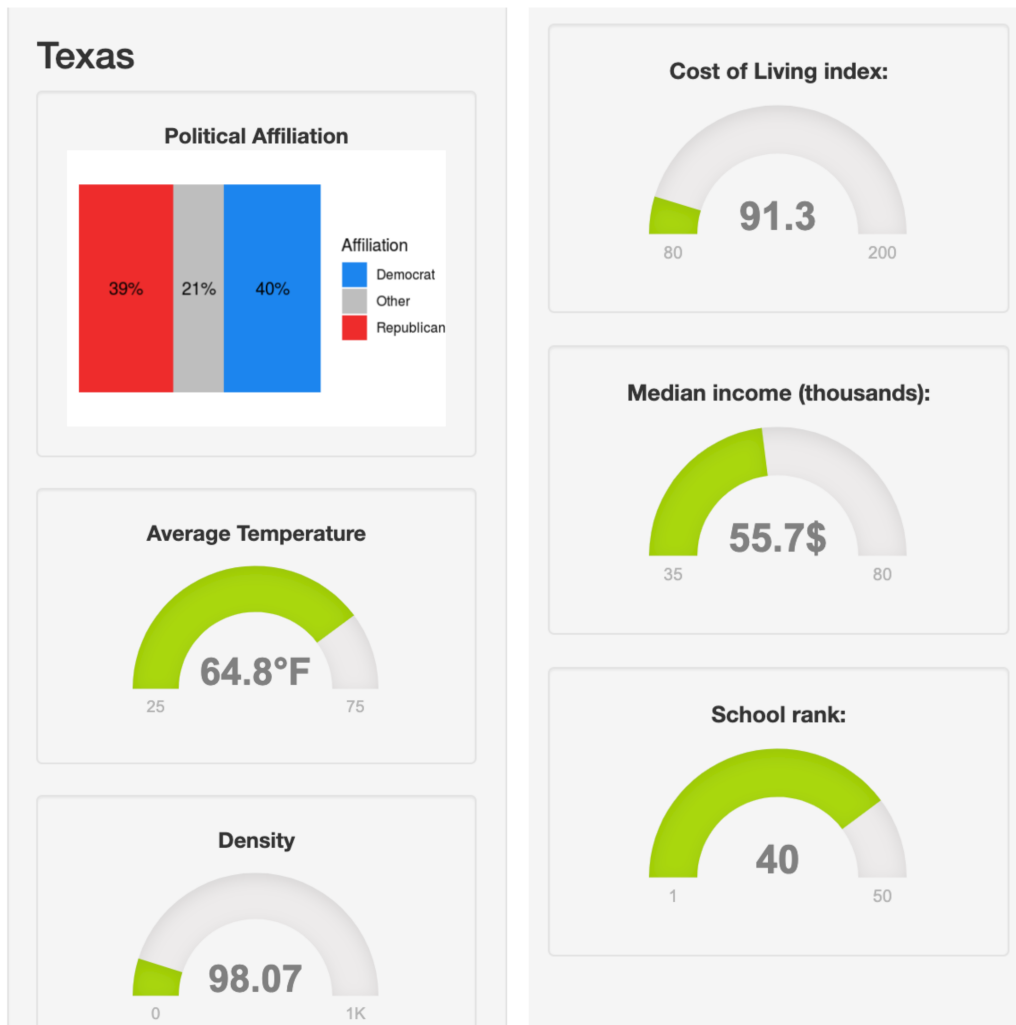 Texas
Political Affiliation
39%
21%
40%
Affiliation
Democrat
Other
Republican
Average Temperature
64.8°F
25
75
Density
98.07
0
1K
Cost of Living index:
91.3
80
200
Median income (thousands):
55.7$
35
80
School rank:
40
1
50